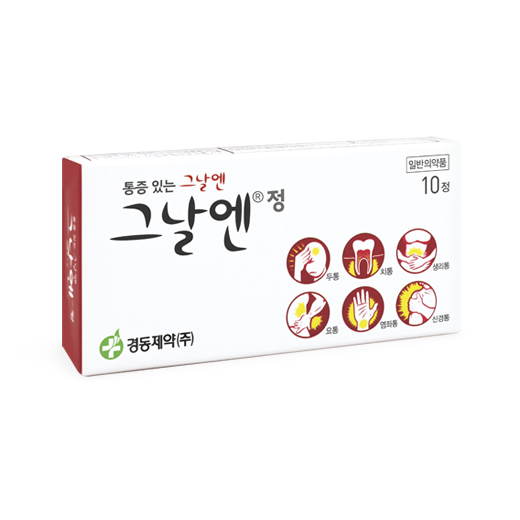 일반의약품
통증 있는 그날엔
10정
그날엔® 정
두통
치통
생리통
요통
염좌통
신경통
경동제약(주)